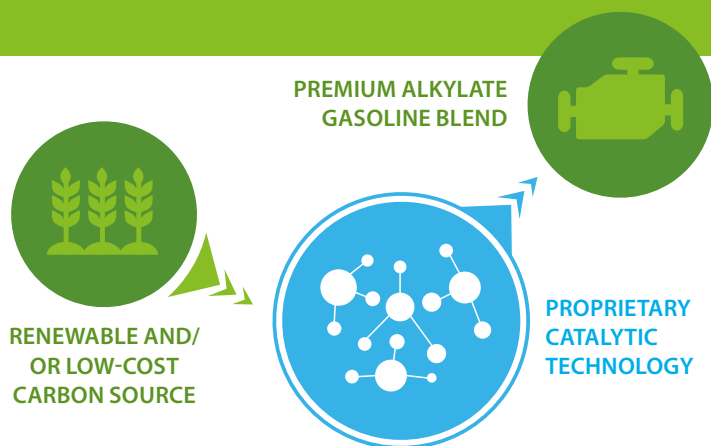 PREMIUM ALKYLATE
GASOLINE BLEND
RENEWABLE AND/
OR LOW-COST
CARBON SOURCE
PROPRIETARY
CATALYTIC
TECHNOLOGY